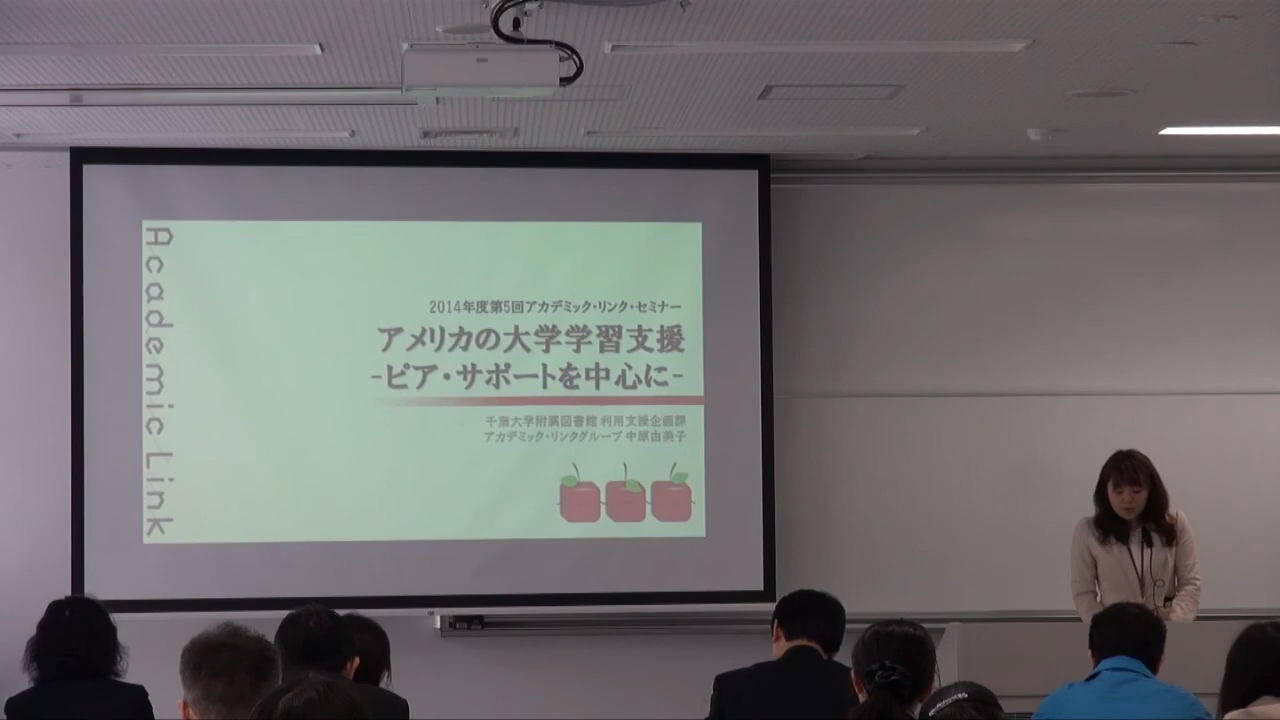 Academic Link
2014年度第5回アカデミック・リンク・セミナー
アメリカの大学学習支援
-ピア・サポートを中心に-
千葉大学附属図書館 利用支援企画課
アカデミック・リンクグループ 中原由美子